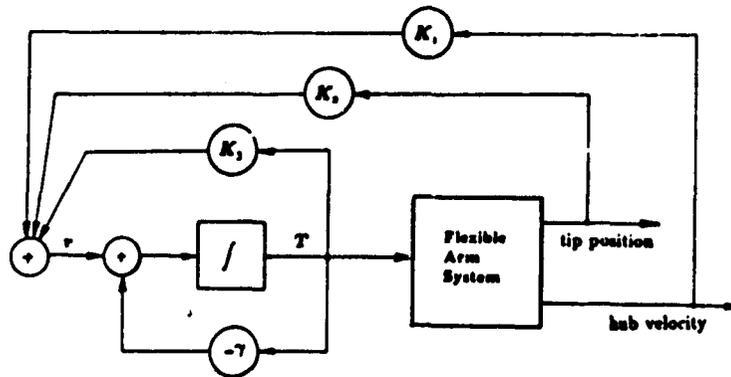 K₁
K₂
K₃
+
r
+
∫
T
Flexible
Arm
System
tip position
-γ
hub velocity